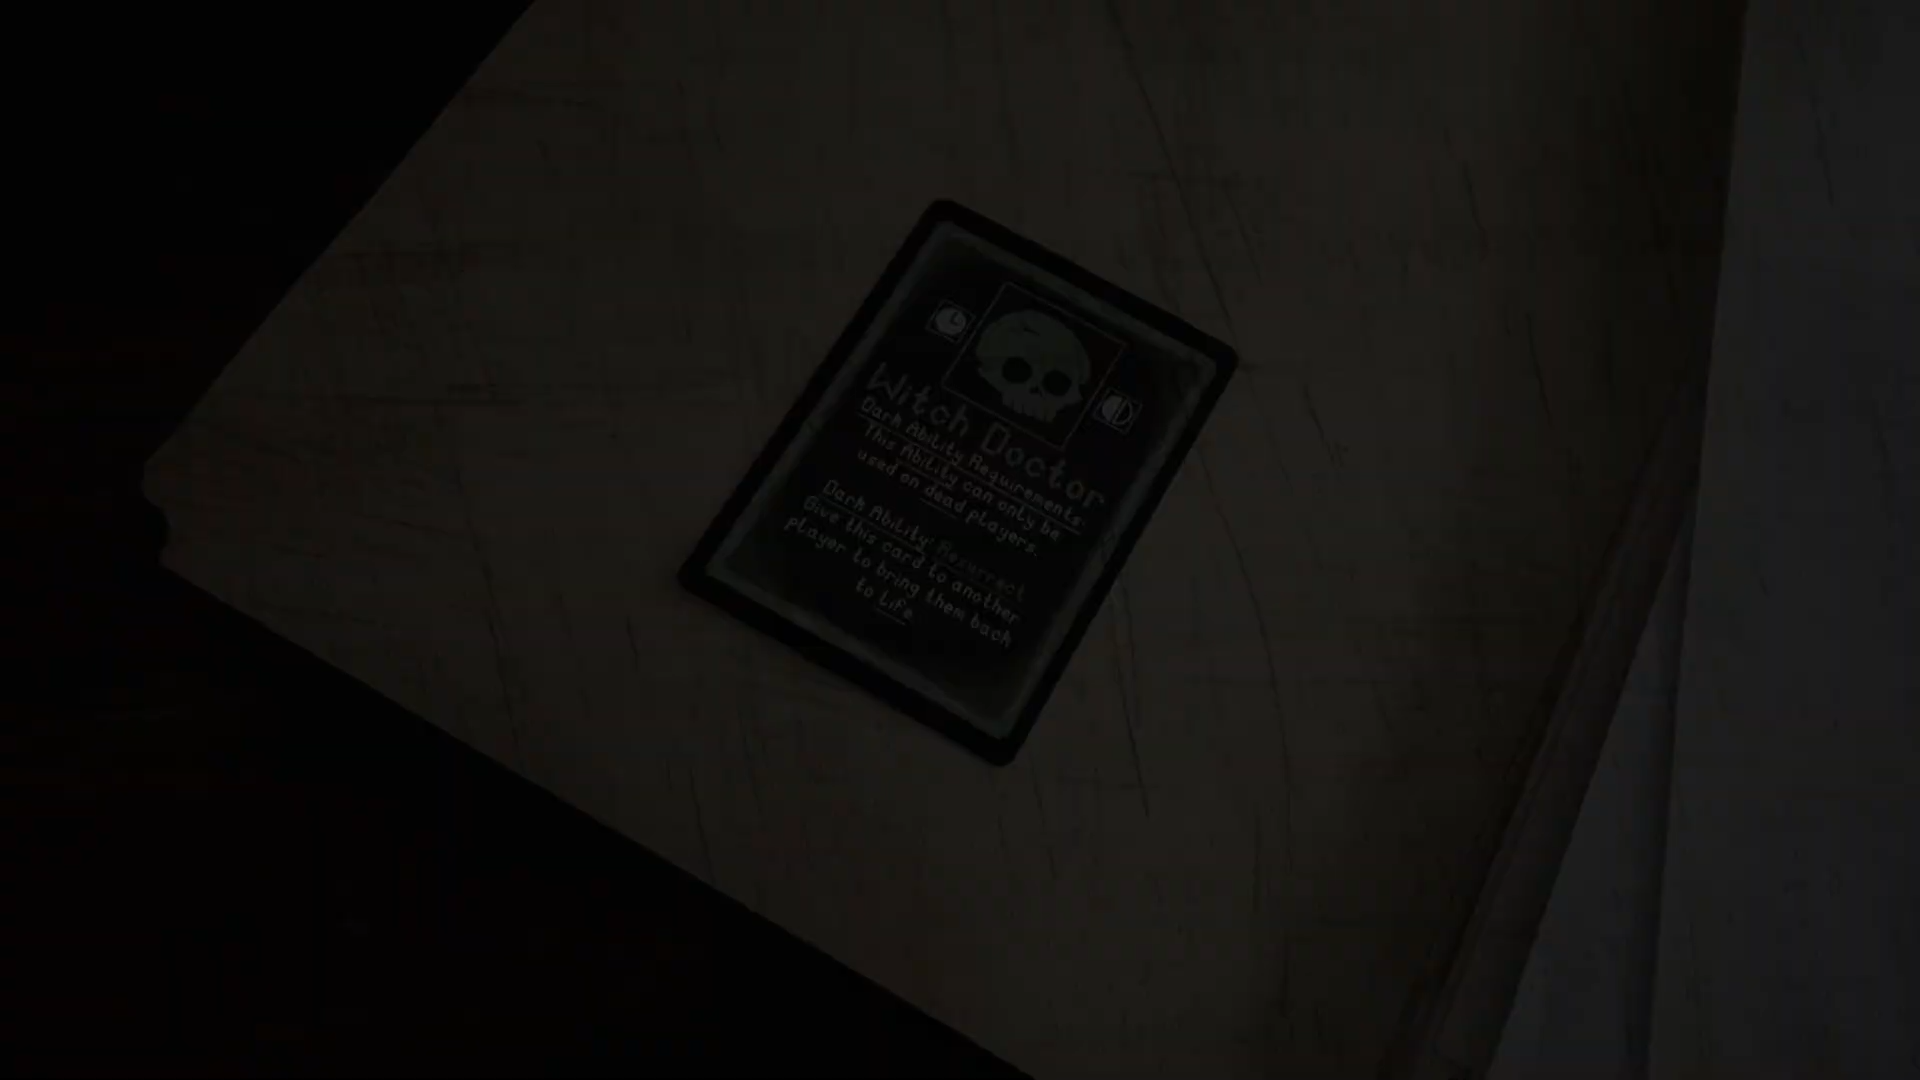 Witch Doctor
Dark Ability Requirements:
This Ability can only be
used on dead players.
Dark Ability: Resurrect
Give this card to another
player to bring them back
to life.